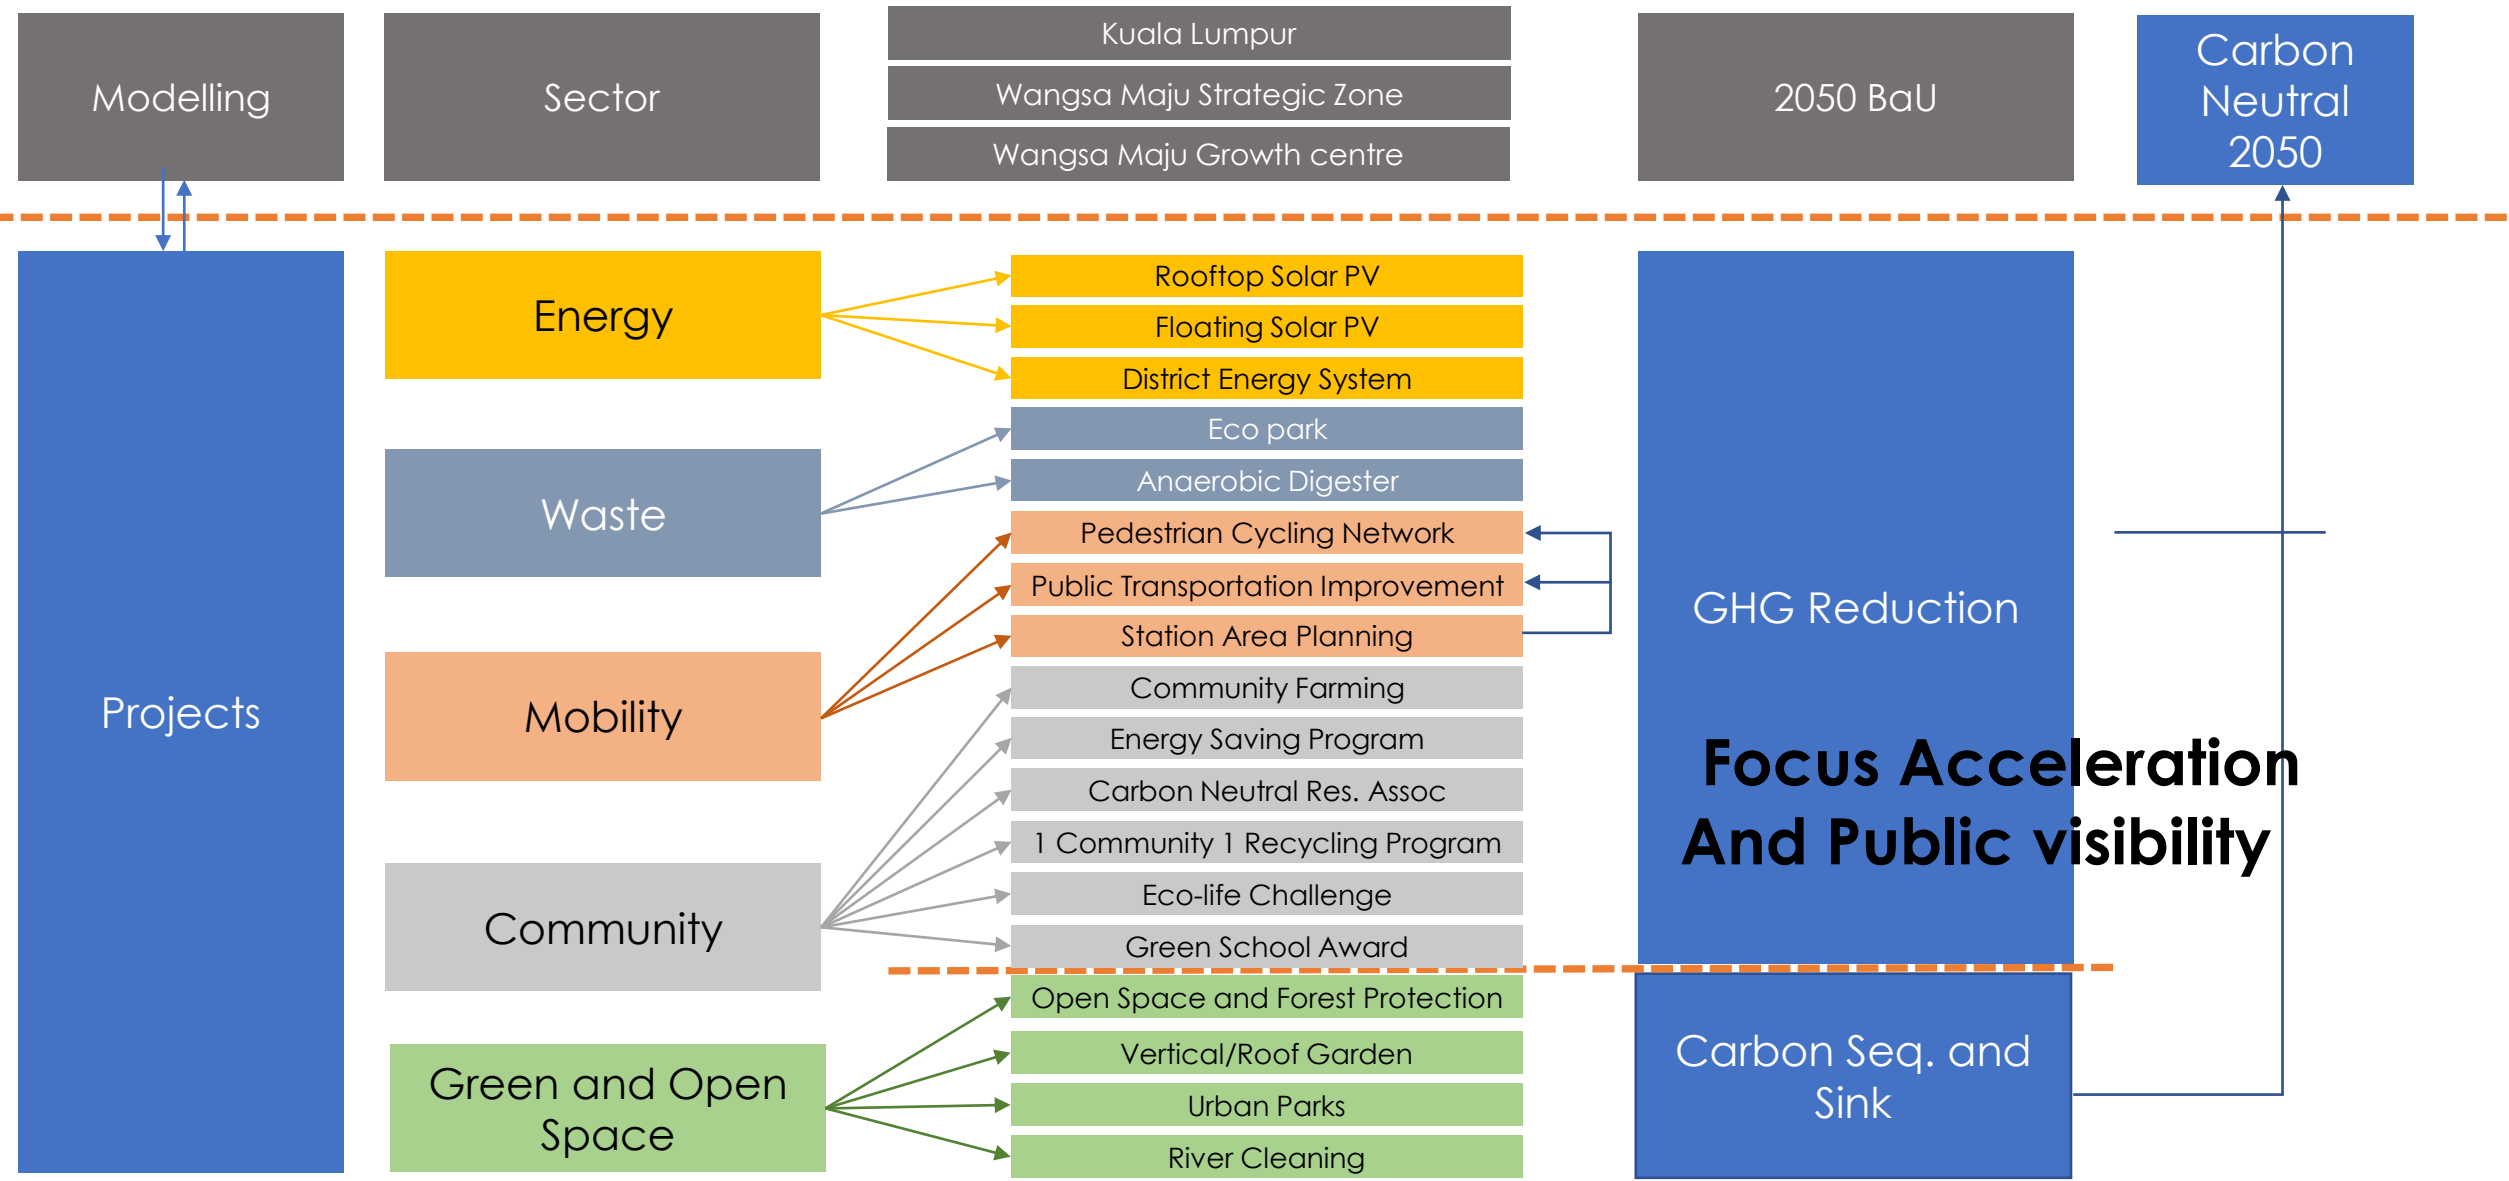 Modelling
Sector
Kuala Lumpur
Wangsa Maju Strategic Zone
Wangsa Maju Growth centre
2050 BaU
Carbon
Neutral
2050
Projects
Energy
Rooftop Solar PV
Floating Solar PV
District Energy System
Waste
Eco park
Anaerobic Digester
Mobility
Pedestrian Cycling Network
Public Transportation Improvement
Station Area Planning
Community
Community Farming
Energy Saving Program
Carbon Neutral Res. Assoc
1 Community 1 Recycling Program
Eco-life Challenge
Green School Award
Green and Open
Space
Open Space and Forest Protection
Vertical/Roof Garden
Urban Parks
River Cleaning
GHG Reduction
Focus Acceleration
And Public visibility
Carbon Seq. and
Sink